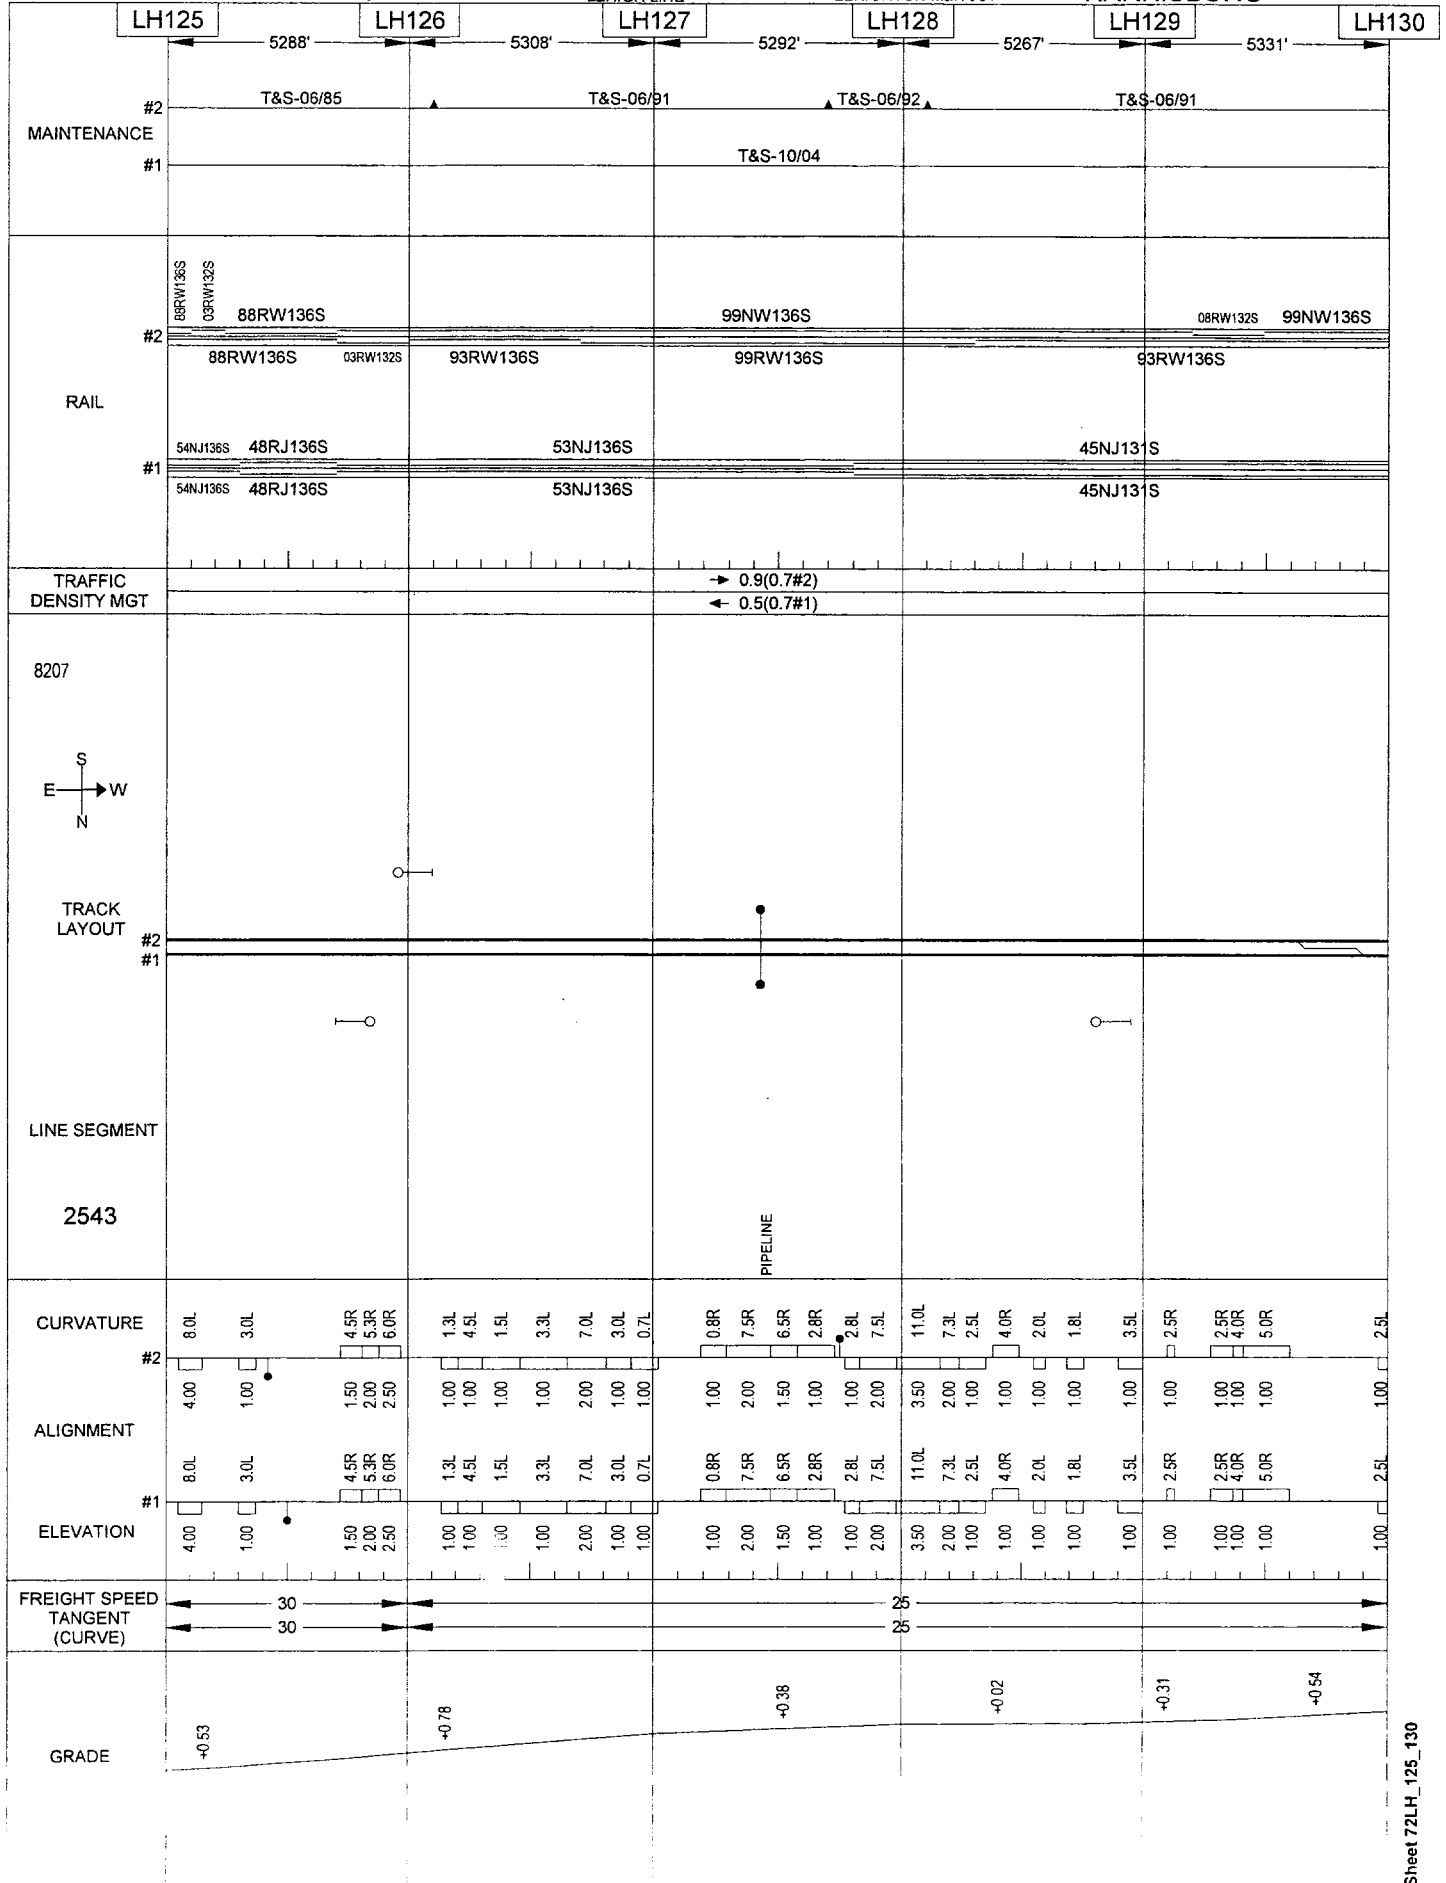 LH125 LH126 LH127 LH128 LH129 LH130
5288' 5308' 5292' 5267' 5331'
#2 T&S-06/85 T&S-06/91 T&S-06/92 T&S-06/91
MAINTENANCE
#1 T&S-10/04
88RW136S 03RW132S
88RW136S 99NW136S 08RW132S 99NW136S
#2
88RW136S 03RW132S 93RW136S 99RW136S 93RW136S
RAIL
54NJ136S 48RJ136S 53NJ136S 45NJ131S
#1
54NJ136S 48RJ136S 53NJ136S 45NJ131S
TRAFFIC
DENSITY MGT
0.9(0.7#2)
0.5(0.7#1)
8207
S
E W
N
TRACK
LAYOUT
#2
#1
LINE SEGMENT
2543
PIPELINE
CURVATURE
8.0L 3.0L 4.5R 5.3R 6.0R 1.3L 4.5L 1.5L 3.3L 7.0L 3.0L 0.7L 0.8R 7.5R 6.5R 2.8R 2.8L 7.5L 11.0L 7.3L 2.5L 4.0R 2.0L 1.8L 3.5L 2.5R 2.5R 4.0R 5.0R 2.5L
#2
4.00 1.00 1.50 2.00 2.50 1.00 1.00 1.00 1.00 2.00 1.00 1.00 1.00 2.00 1.50 1.00 1.00 2.00 3.50 2.00 1.00 1.00 1.00 1.00 1.00 1.00 1.00 1.00 1.00 1.00
ALIGNMENT
8.0L 3.0L 4.5R 5.3R 6.0R 1.3L 4.5L 1.5L 3.3L 7.0L 3.0L 0.7L 0.8R 7.5R 6.5R 2.8R 2.8L 7.5L 11.0L 7.3L 2.5L 4.0R 2.0L 1.8L 3.5L 2.5R 2.5R 4.0R 5.0R 2.5L
#1
ELEVATION
4.00 1.00 1.50 2.00 2.50 1.00 1.00 1.00 2.00 1.00 1.00 1.00 2.00 1.50 1.00 1.00 2.00 3.50 2.00 1.00 1.00 1.00 1.00 1.00 1.00 1.00 1.00 1.00 1.00
FREIGHT SPEED
TANGENT
(CURVE)
30 25
30 25
GRADE
+0.53 +0.78 +0.38 +0.02 +0.31 +0.54
Sheet 72LH_125_130